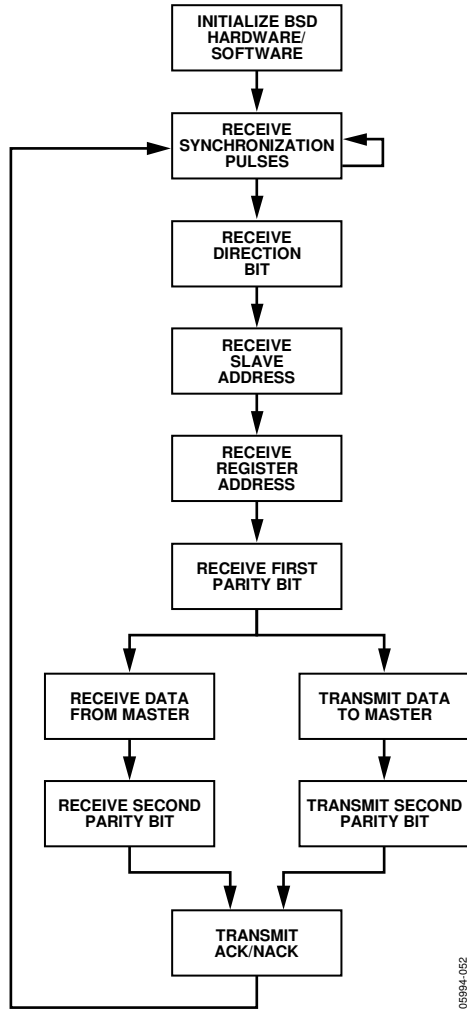 INITIALIZE BSD
HARDWARE/
SOFTWARE
RECEIVE
SYNCHRONIZATION
PULSES
RECEIVE
DIRECTION
BIT
RECEIVE
SLAVE
ADDRESS
RECEIVE
REGISTER
ADDRESS
RECEIVE FIRST
PARITY BIT
RECEIVE DATA
FROM MASTER
TRANSMIT DATA
TO MASTER
RECEIVE SECOND
PARITY BIT
TRANSMIT SECOND
PARITY BIT
TRANSMIT
ACK/NACK
05994-052